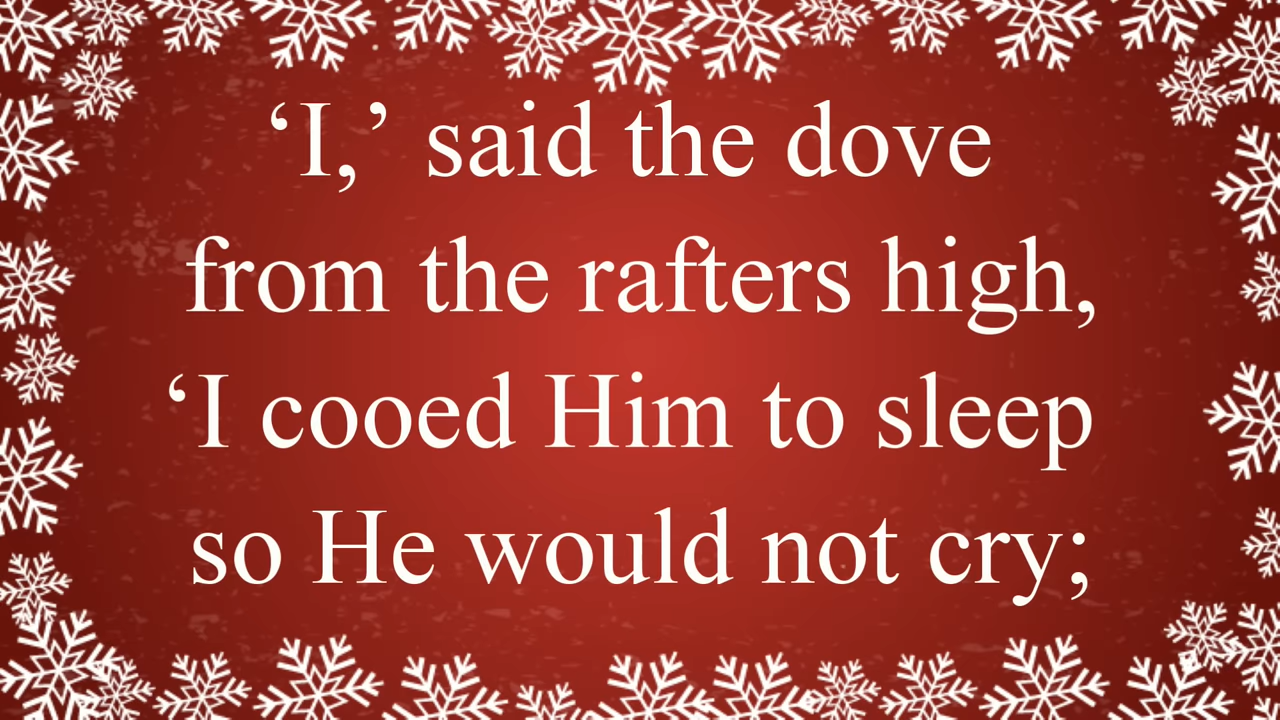 ‘I,’ said the dove
from the rafters high,
‘I cooed Him to sleep
so He would not cry;